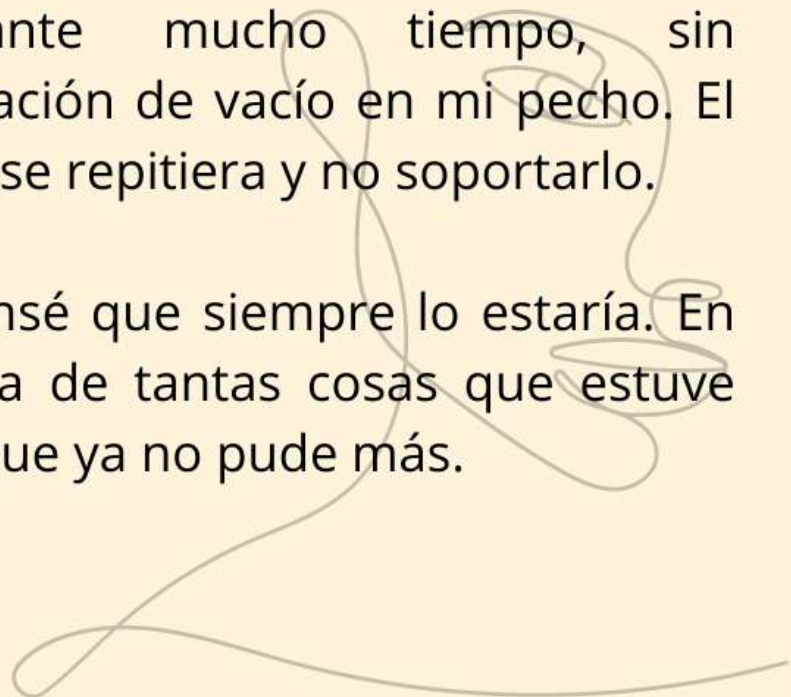 ante mucho tiempo, sin
ación de vacío en mi pecho. El
se repitiera y no soportarlo.
nsé que siempre lo estaría. En
a de tantas cosas que estuve
ue ya no pude más.